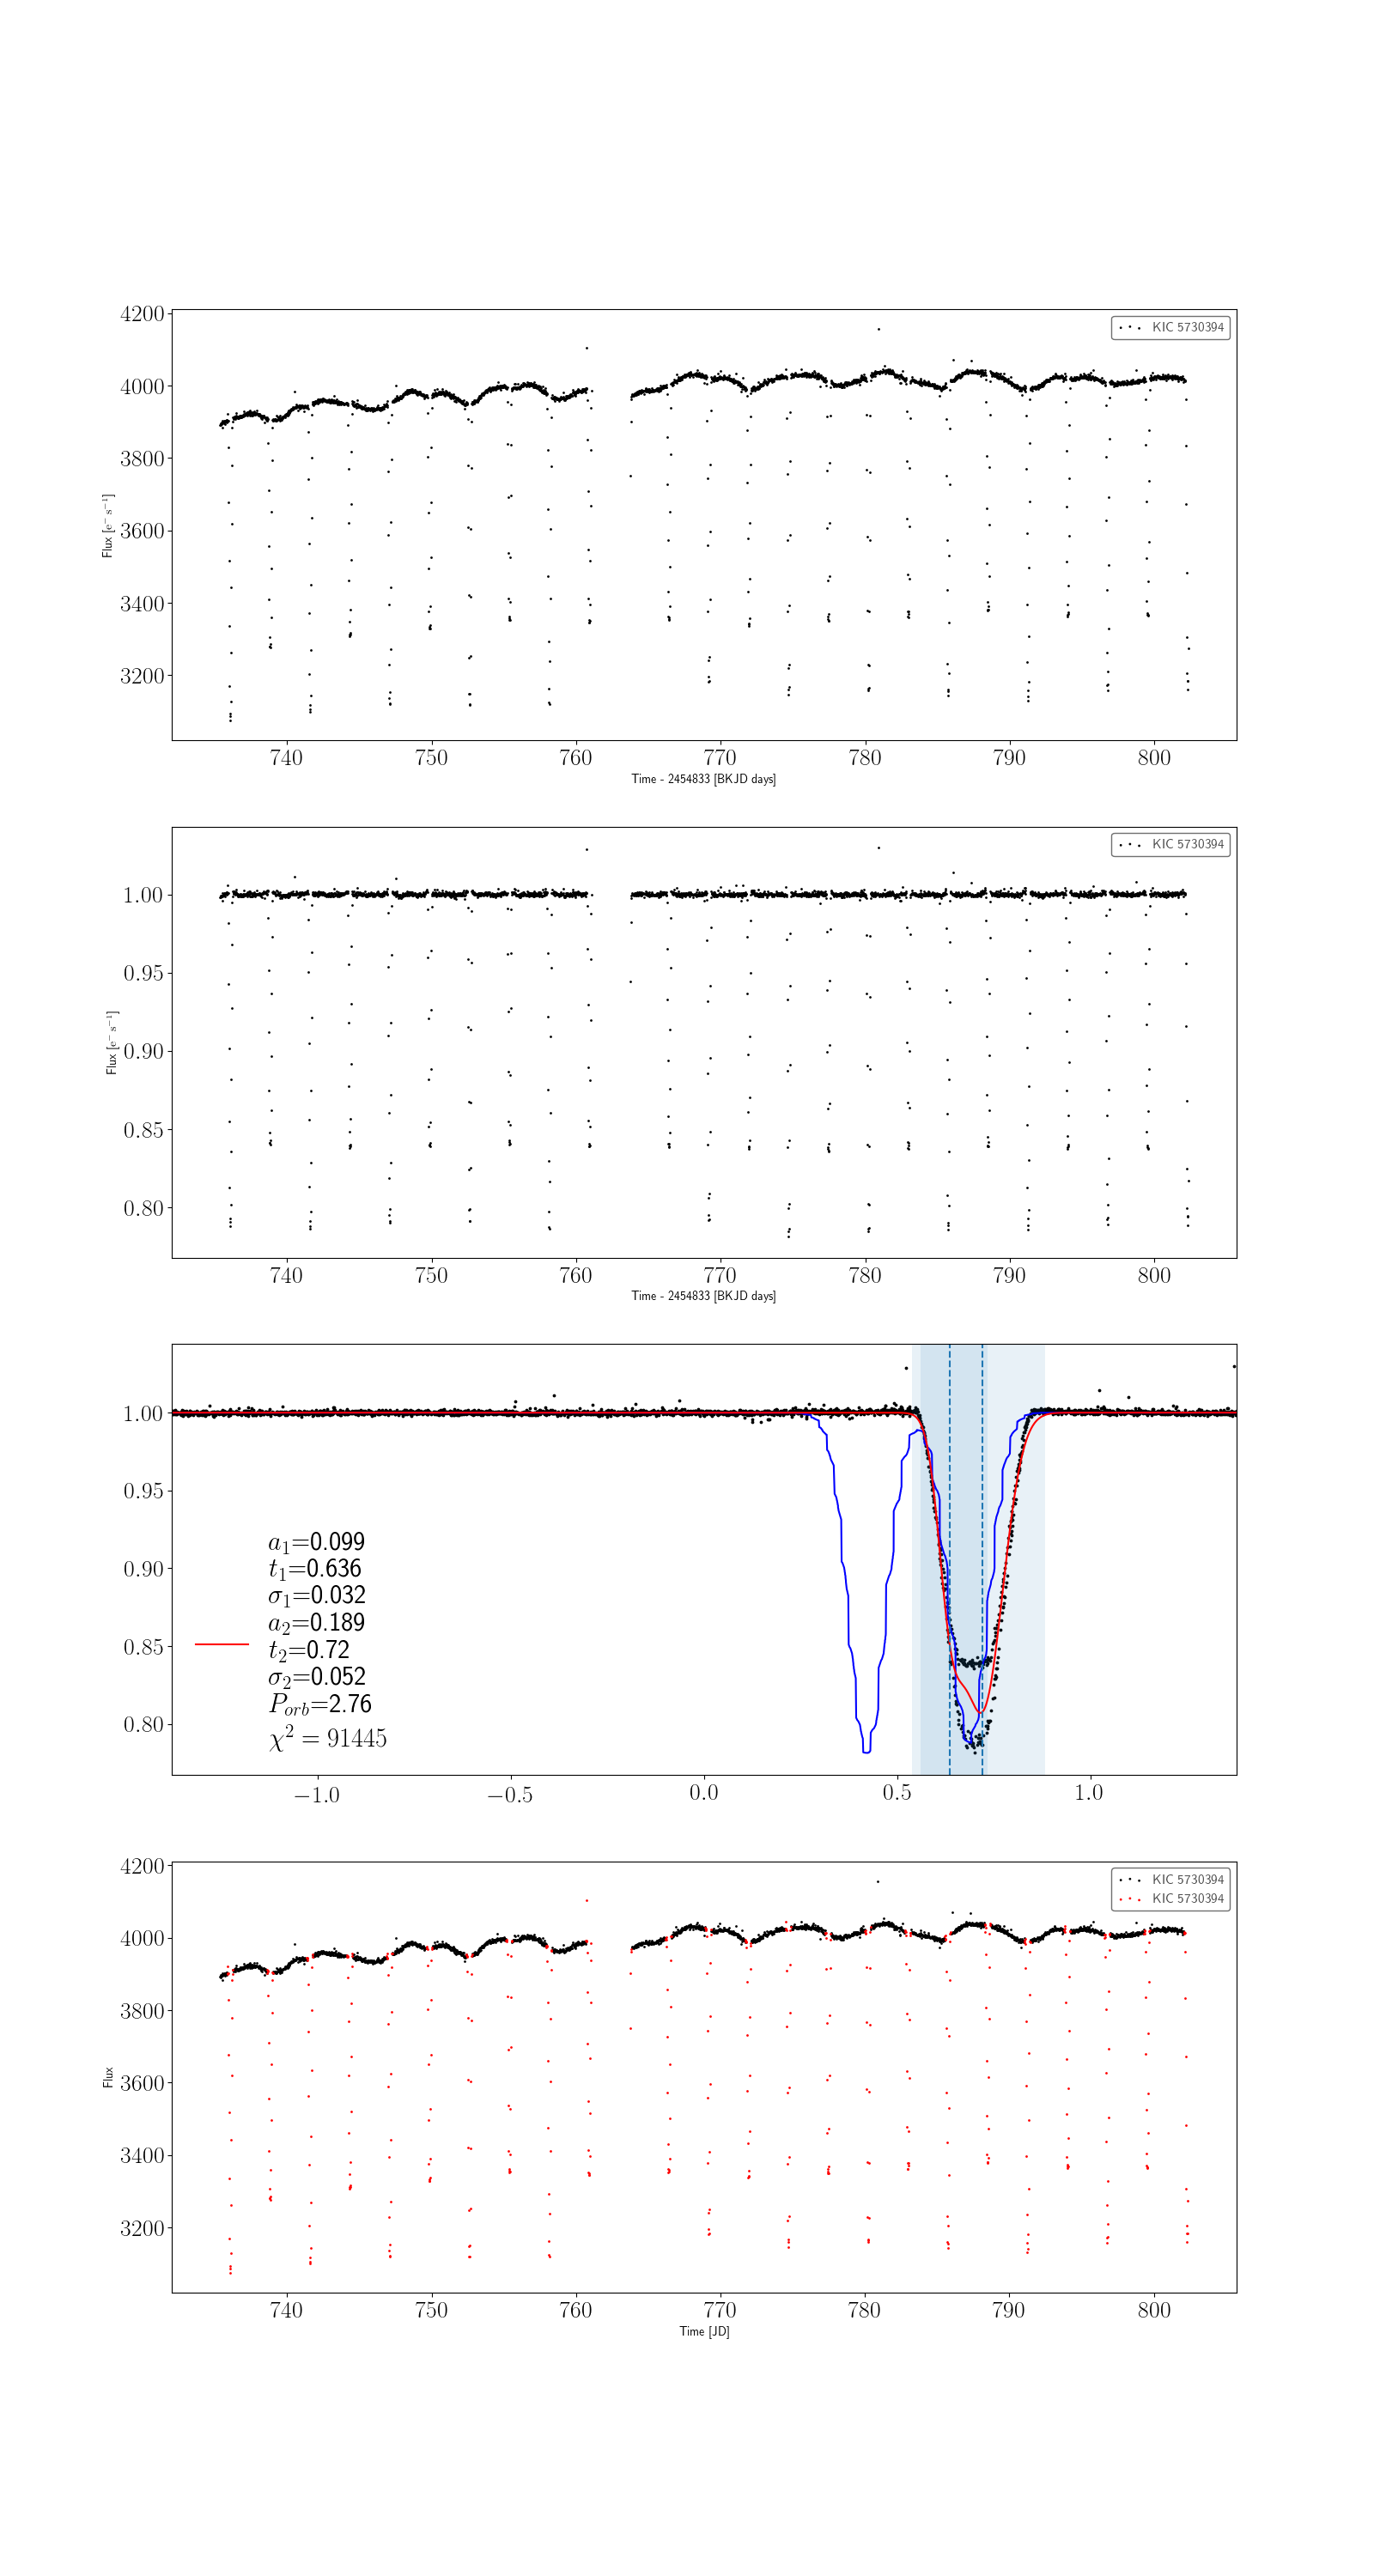 4200
4000
3800
3600
3400
3200
Flux [e⁻ s⁻¹]
KIC 5730394
740 750 760 770 780 790 800
Time - 2454833 [BKJD days]
1.00
0.95
0.90
0.85
0.80
Flux [e⁻ s⁻¹]
KIC 5730394
740 750 760 770 780 790 800
Time - 2454833 [BKJD days]
1.00
0.95
0.90
0.85
0.80
a₁=0.099
t₁=0.636
σ₁=0.032
a₂=0.189
t₂=0.72
σ₂=0.052
P_orb=2.76
χ² = 91445
−1.0 −0.5 0.0 0.5 1.0
4200
4000
3800
3600
3400
3200
Flux
KIC 5730394
KIC 5730394
740 750 760 770 780 790 800
Time [JD]